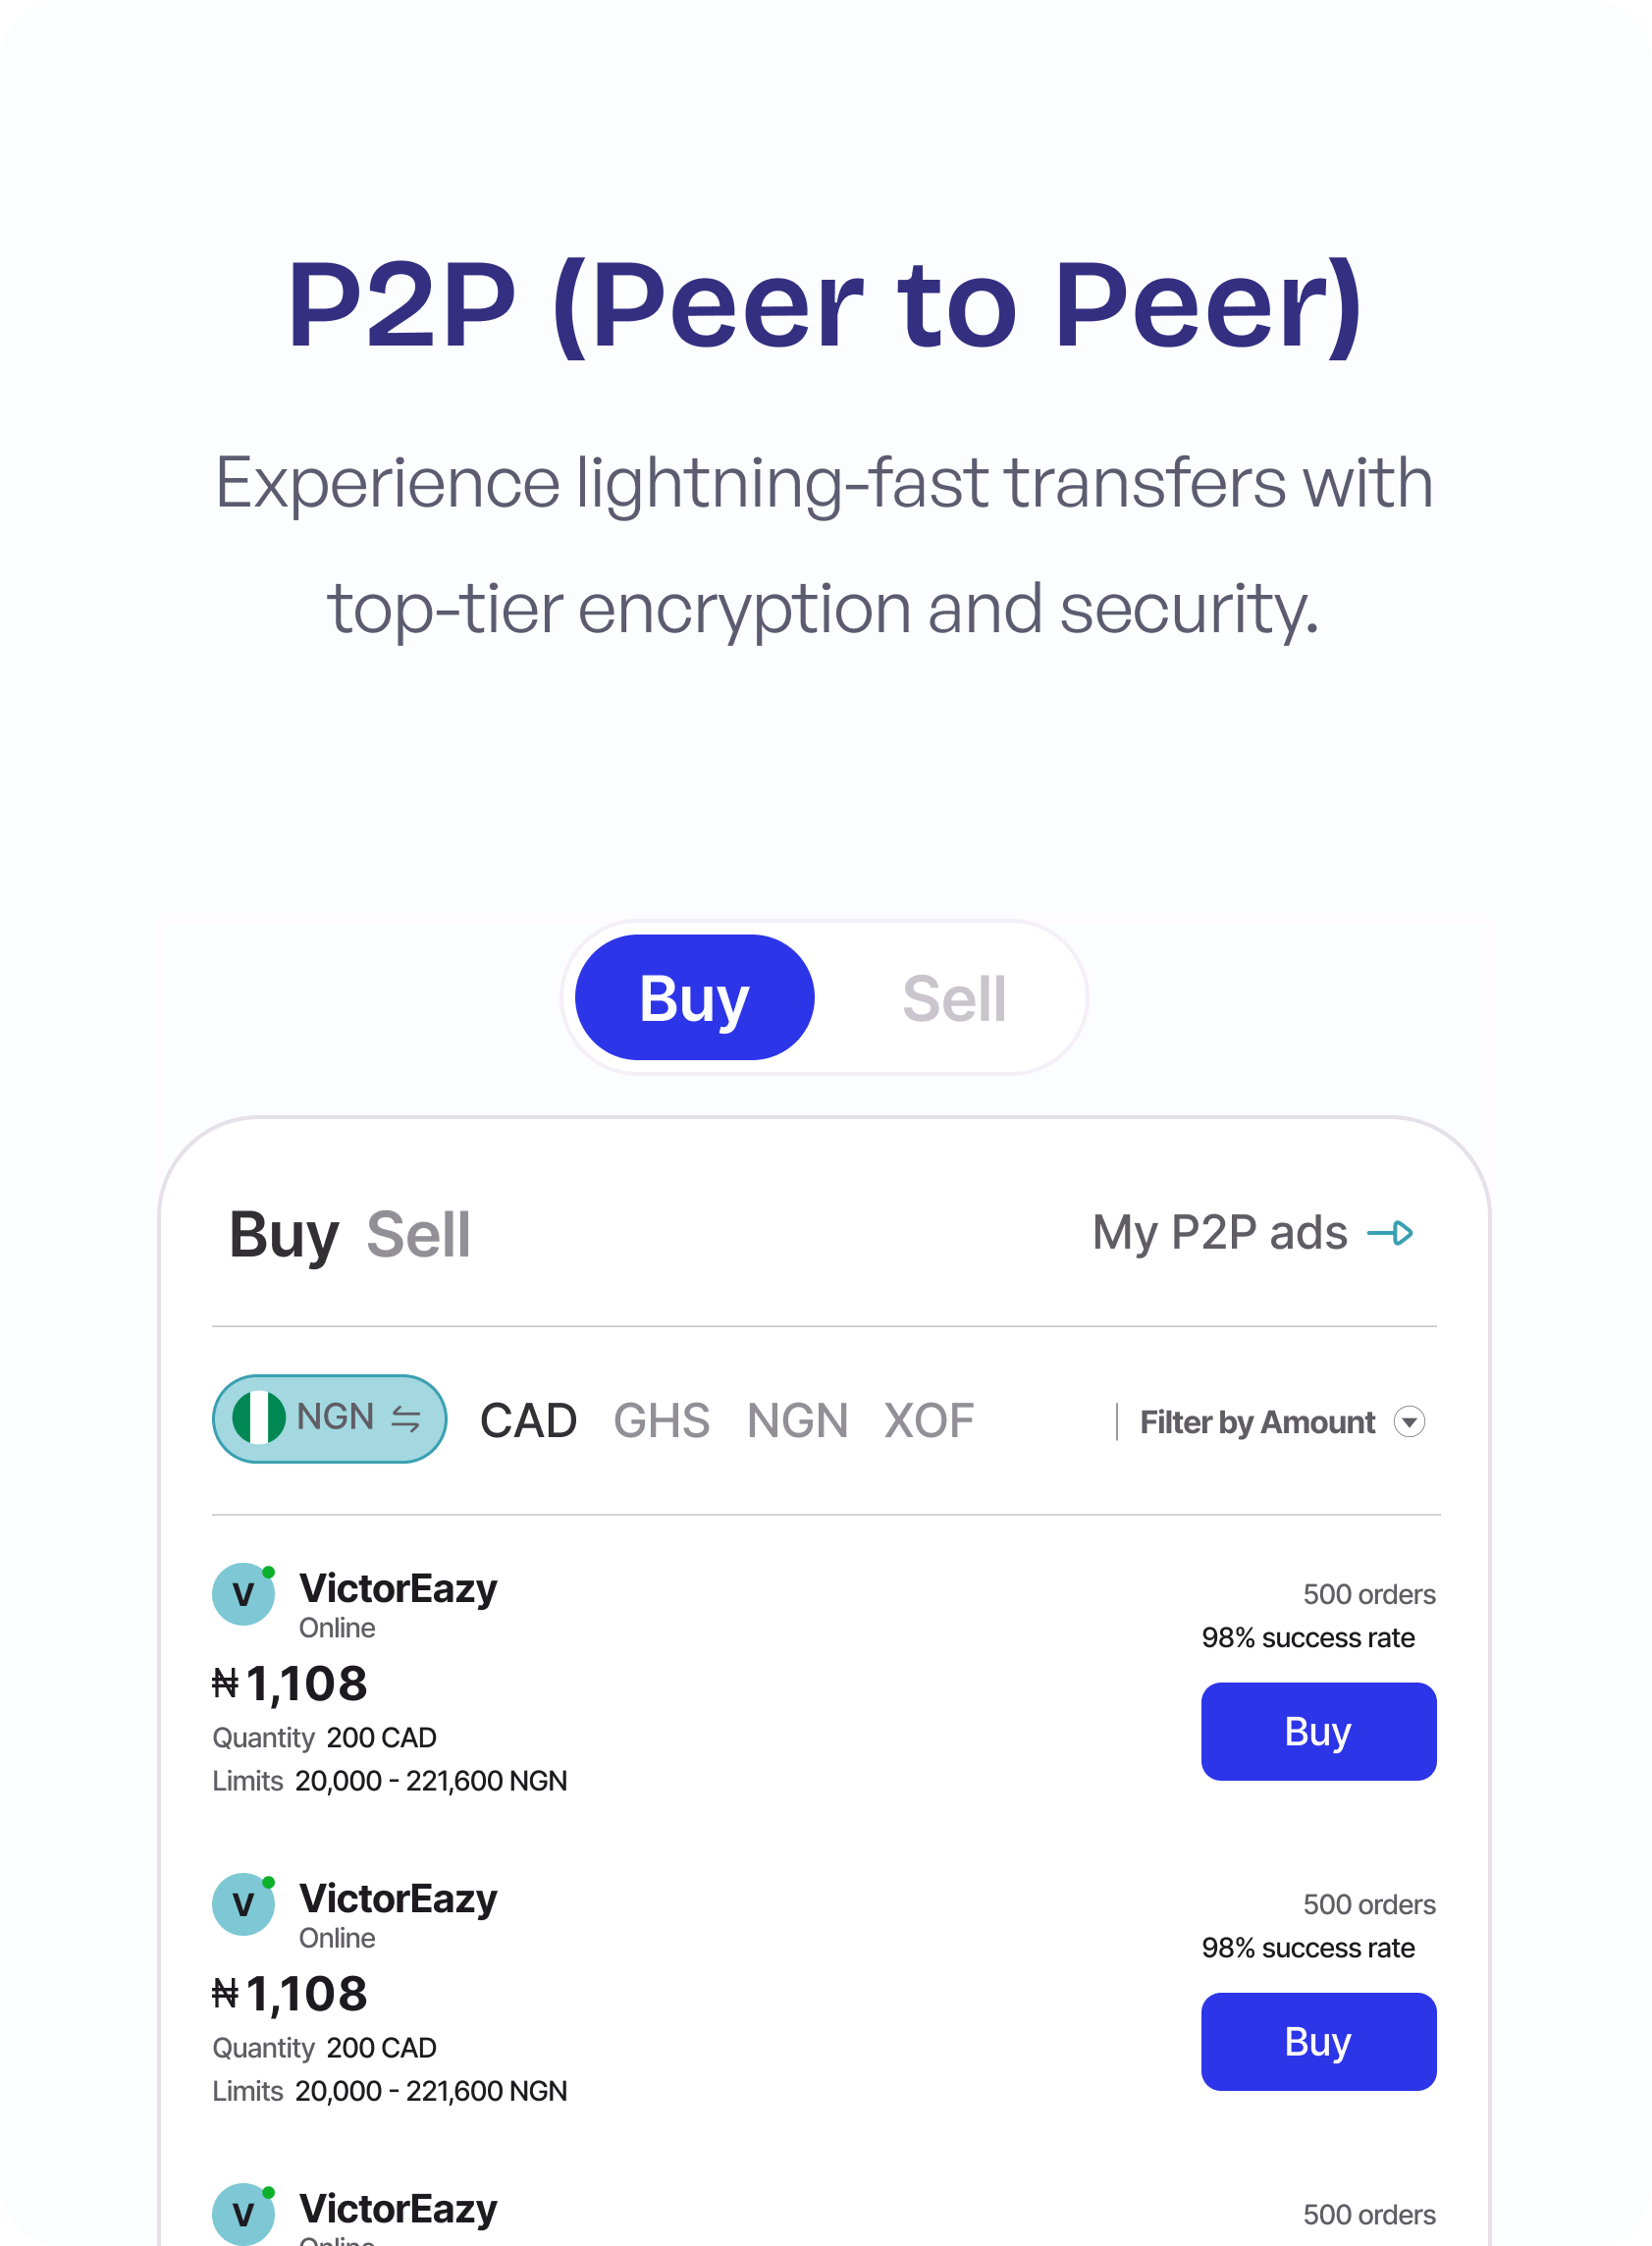 P2P (Peer to Peer)
Experience lightning-fast transfers with
top-tier encryption and security.
Buy Sell
Buy Sell My P2P ads
NGN CAD GHS NGN XOF Filter by Amount
V VictorEazy 500 orders
Online 98% success rate
₦ 1,108
Buy
Quantity 200 CAD
Limits 20,000 - 221,600 NGN
V VictorEazy 500 orders
Online 98% success rate
₦ 1,108
Buy
Quantity 200 CAD
Limits 20,000 - 221,600 NGN
V VictorEazy 500 orders
Online